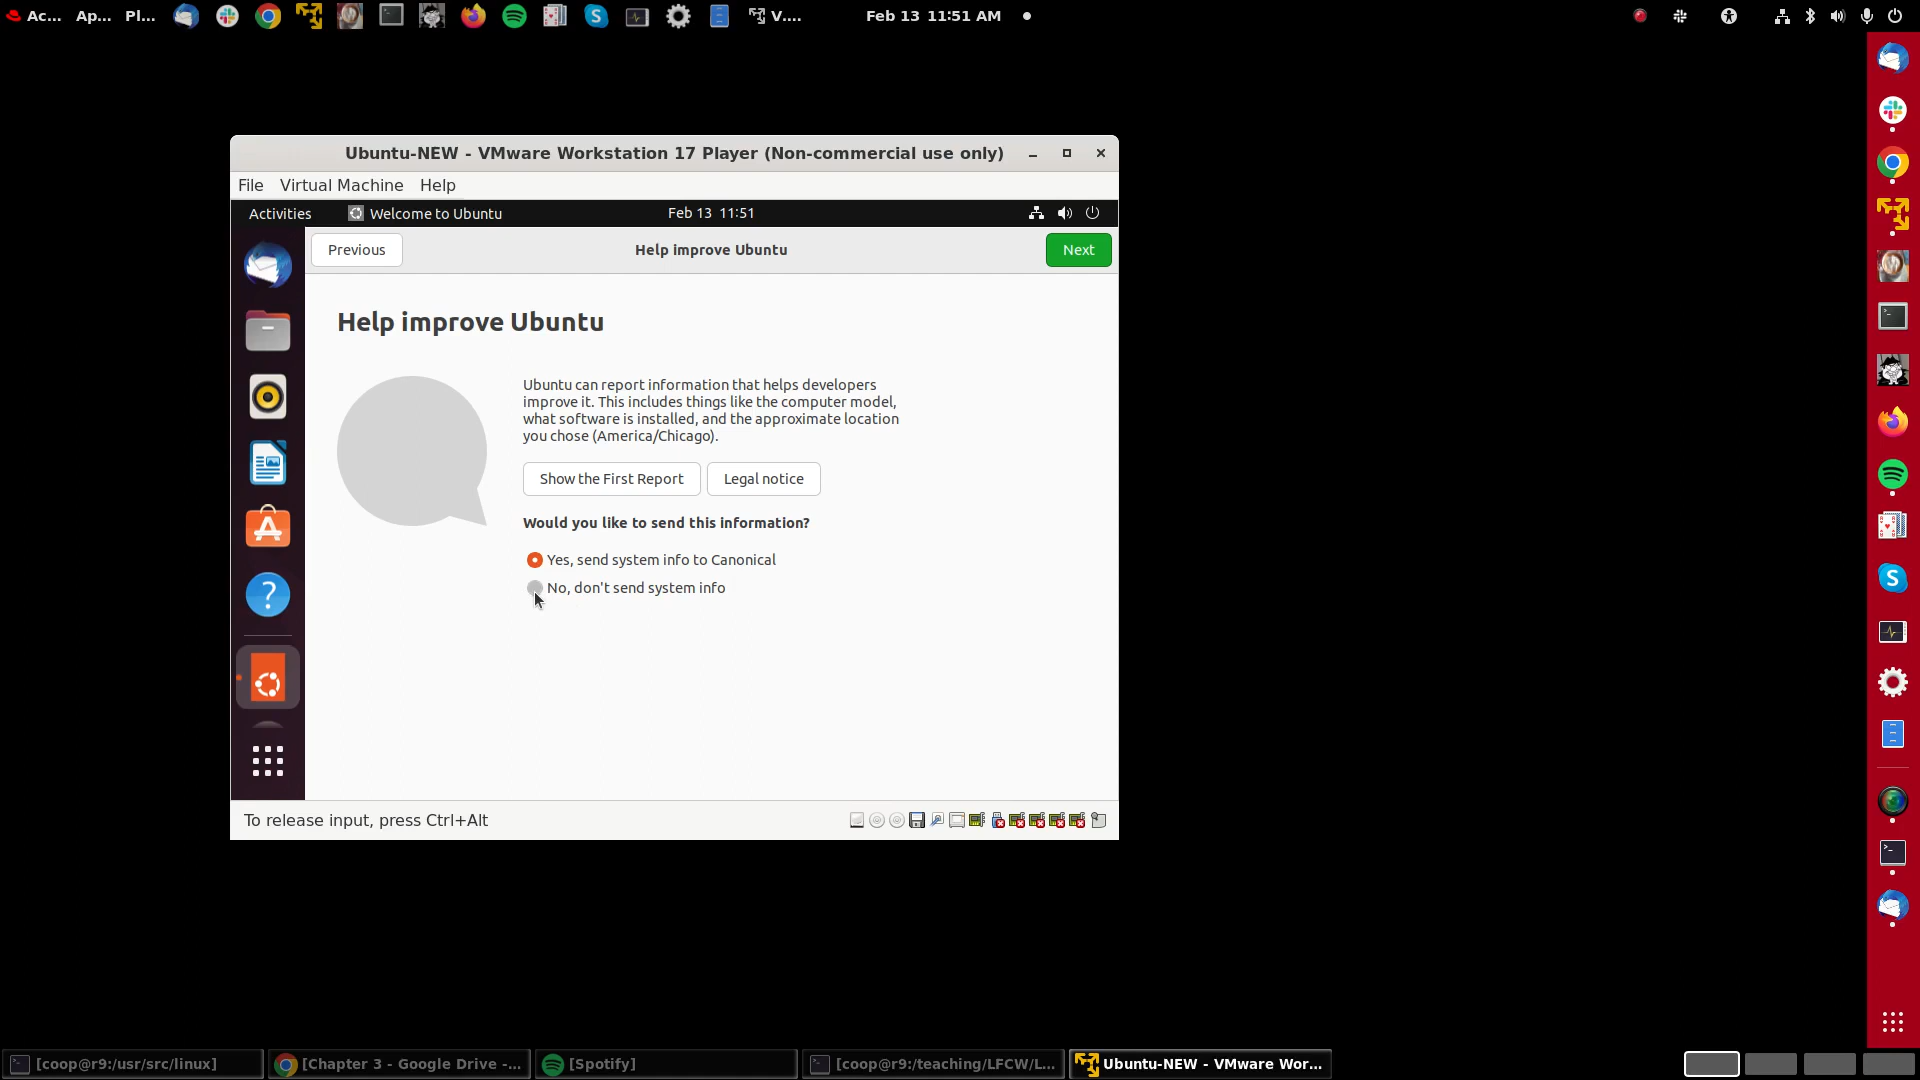 Ac...
Ap...
Pl...
V....
Feb 13 11:51 AM
Ubuntu-NEW - VMware Workstation 17 Player (Non-commercial use only)
File Virtual Machine Help
Activities
Welcome to Ubuntu
Feb 13 11:51
Previous
Help improve Ubuntu
Next
Help improve Ubuntu
Ubuntu can report information that helps developers
improve it. This includes things like the computer model,
what software is installed, and the approximate location
you chose (America/Chicago).
Show the First Report
Legal notice
Would you like to send this information?
Yes, send system info to Canonical
No, don't send system info
To release input, press Ctrl+Alt
[coop@r9:/usr/src/linux]
[Chapter 3 - Google Drive -...
[Spotify]
[coop@r9:/teaching/LFCW/L...
Ubuntu-NEW - VMware Wor...